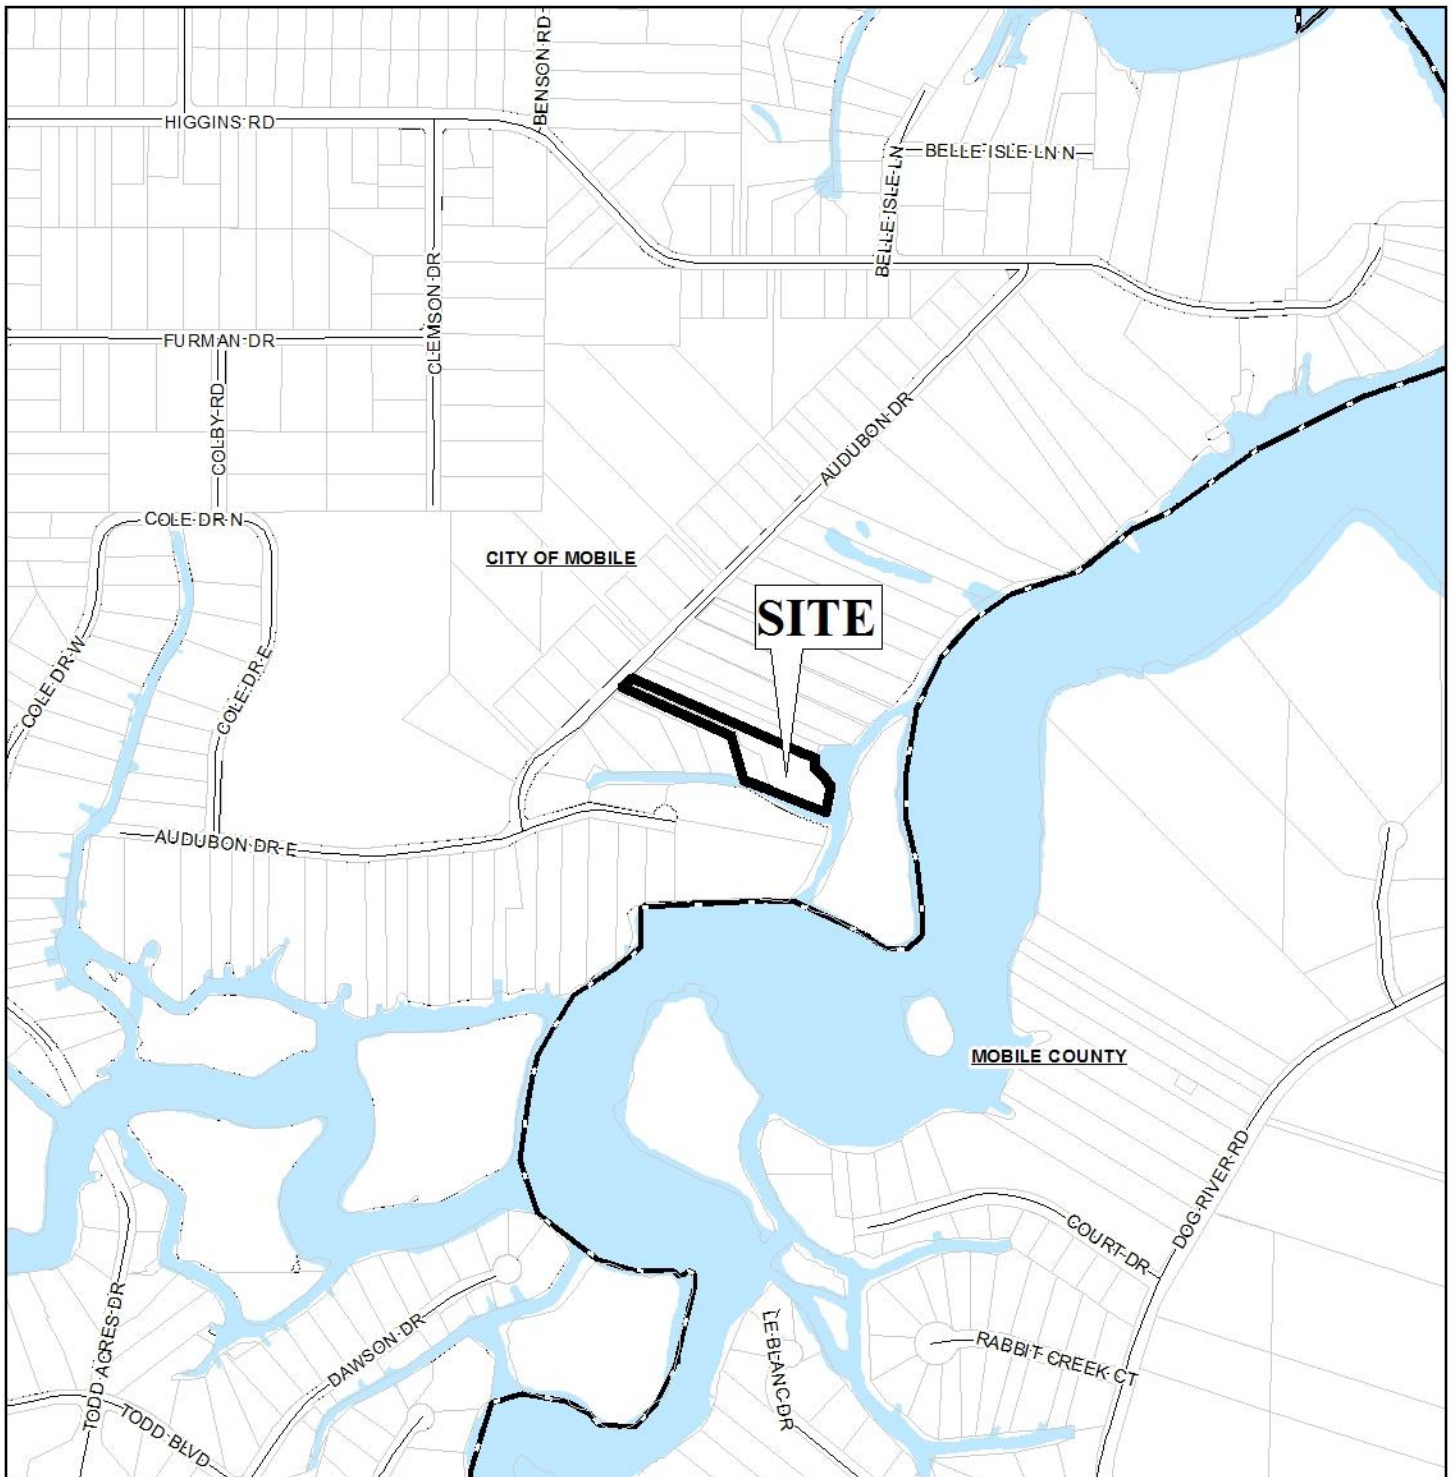 BENSON RD
HIGGINS RD
BELLE ISLE LN N
BELLE ISLE LN
CLEMSON DR
FURMAN DR
COLBY RD
AUDUBON DR
COLE DR N
CITY OF MOBILE
SITE
COLE DR W
COLE DR E
AUDUBON DR E
MOBILE COUNTY
DOG RIVER RD
COURT DR
TODD ACRES DR
DAWSON DR
LE BLANC DR
RABBIT CREEK CT
TODD BLVD